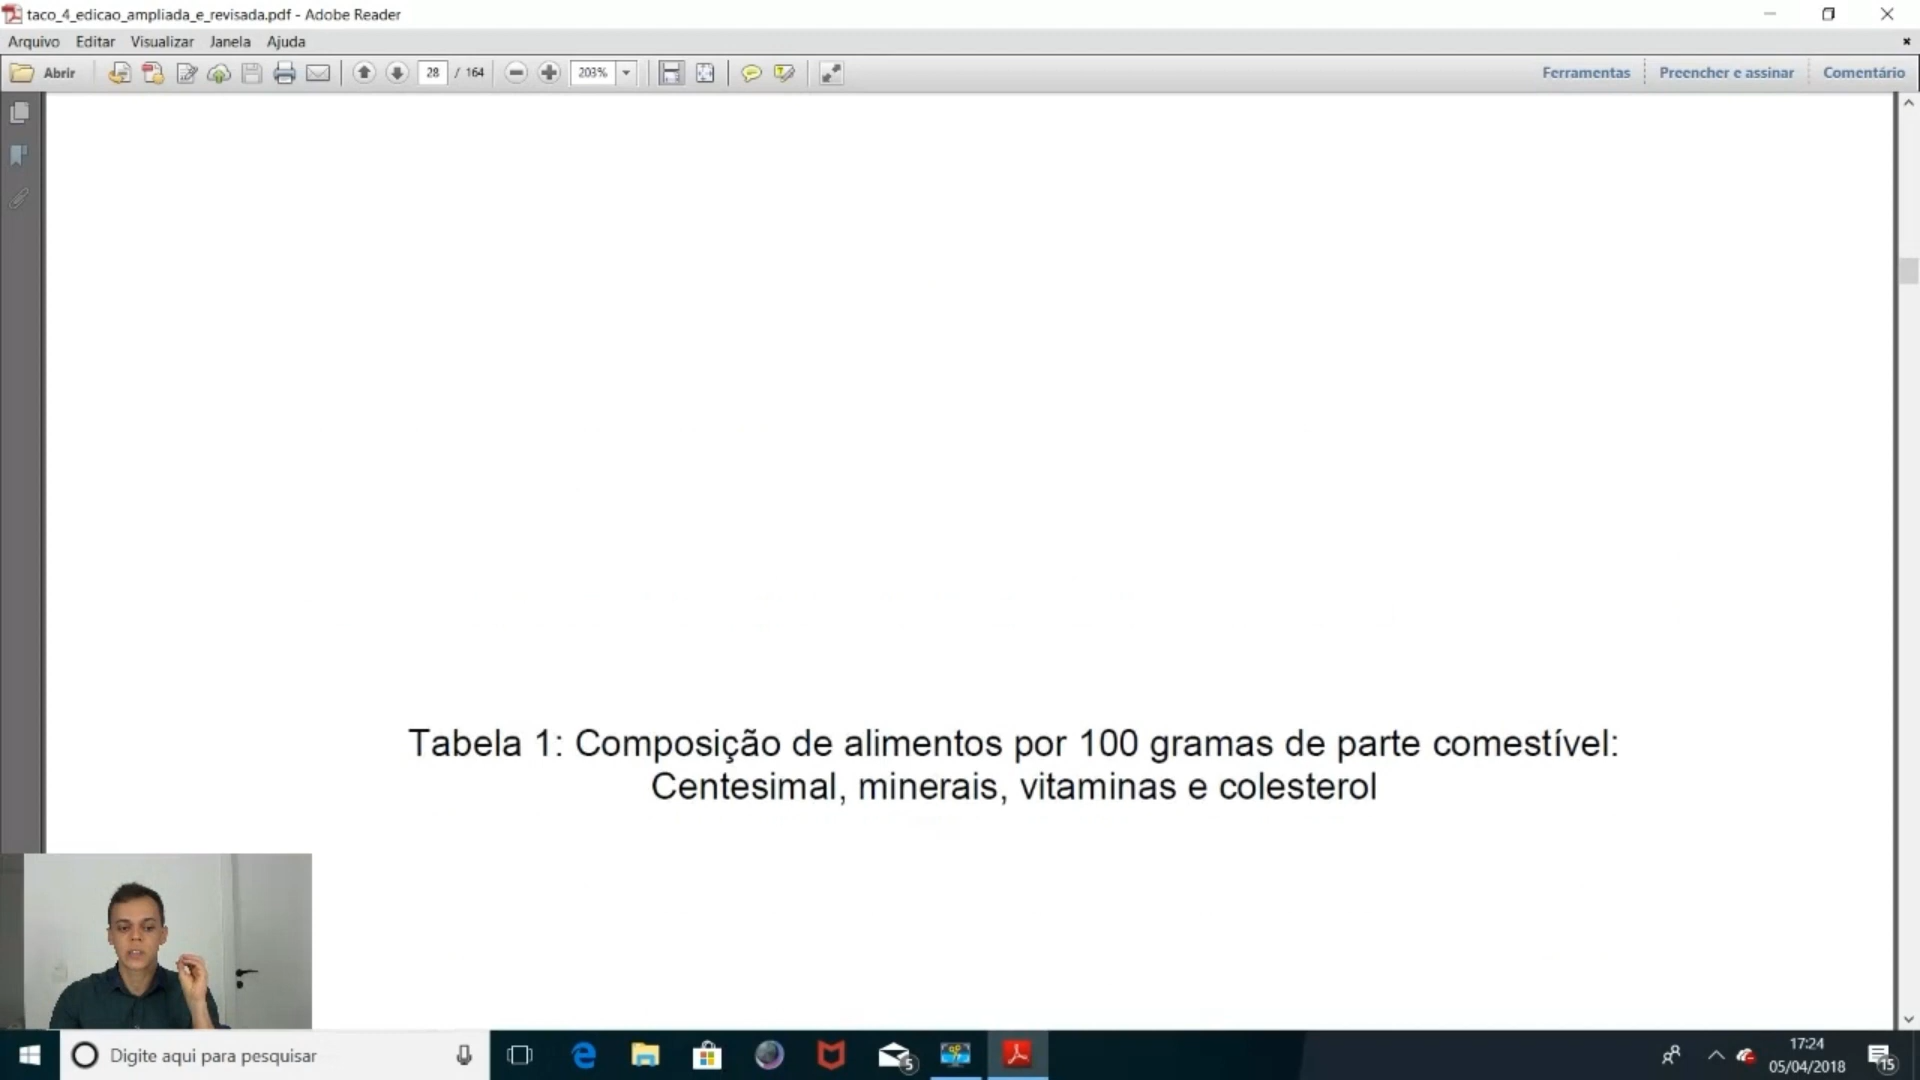 taco_4_edicao_ampliada_e_revisada.pdf - Adobe Reader
Arquivo Editar Visualizar Janela Ajuda
Abrir 28 / 164 203% Ferramentas Preencher e assinar Comentário
Tabela 1: Composição de alimentos por 100 gramas de parte comestível:
Centesimal, minerais, vitaminas e colesterol
Digite aqui para pesquisar
5
17:24
05/04/2018
15